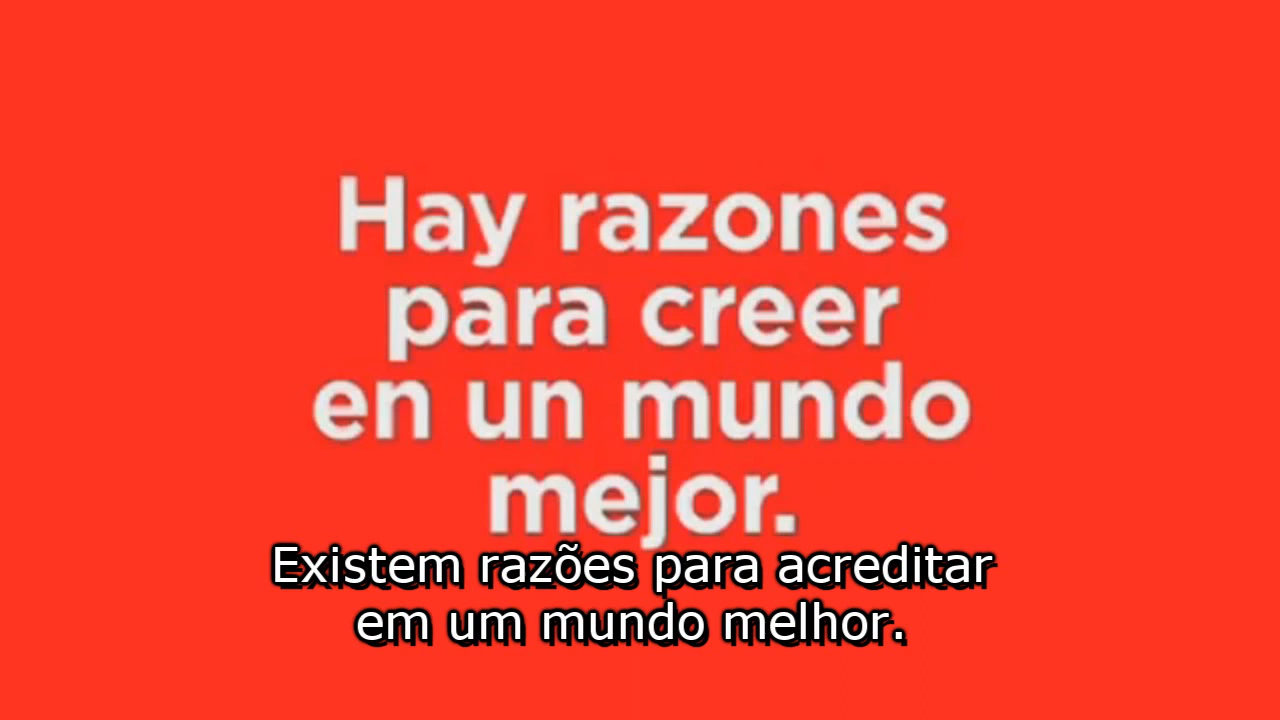 Hay razones
para creer
en un mundo
mejor.
Existem razões para acreditar
em um mundo melhor.